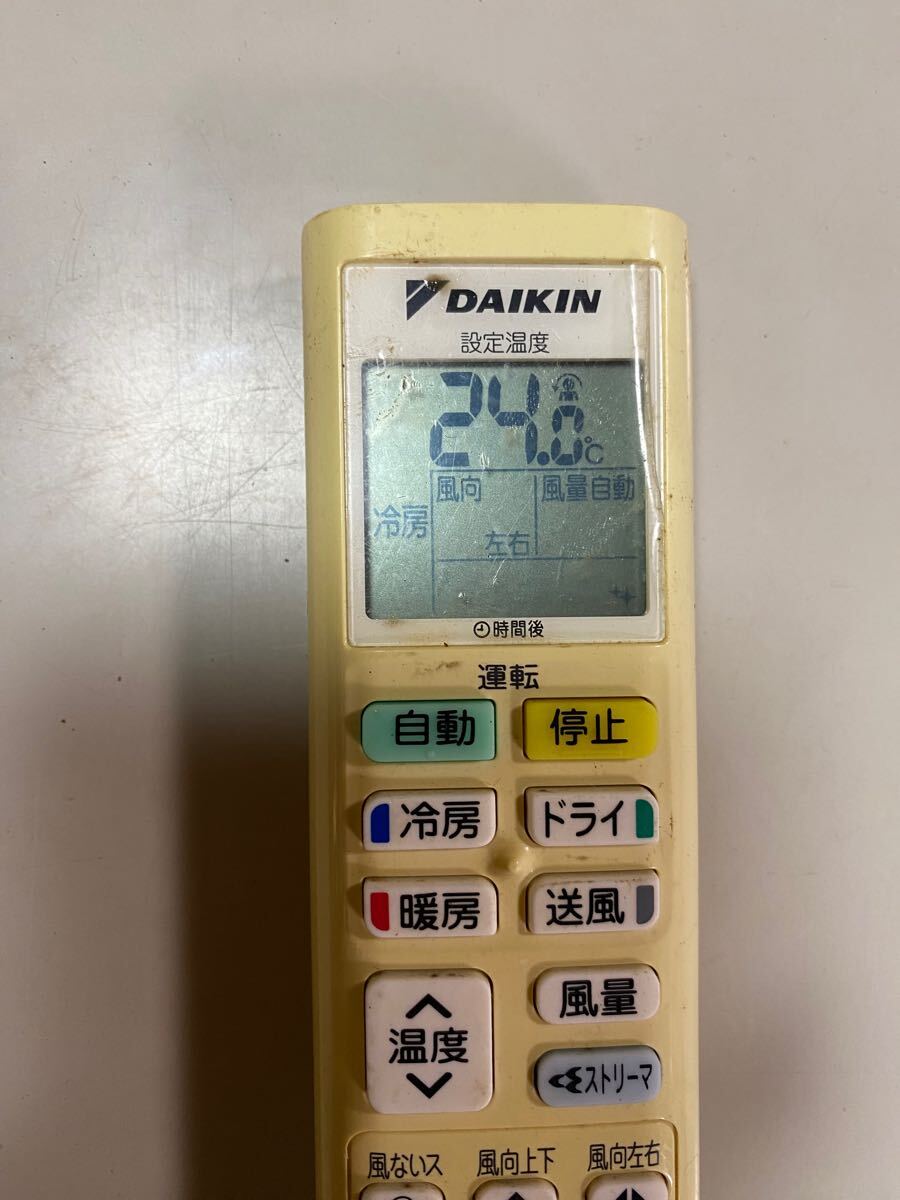 DAIKIN
設定温度
24.0℃
風向
風量自動
冷房
左右
時間後
運転
自動
停止
冷房
ドライ
暖房
送風
温度
風量
ストリーマ
風ないス
風向上下
風向左右